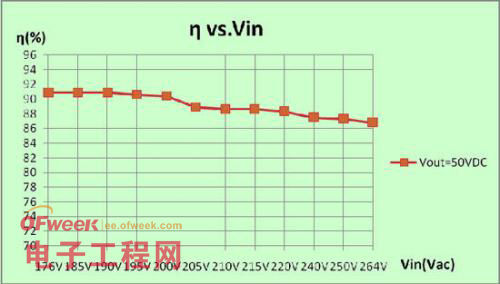 η vs.Vin
η(%)
96
94
92
90
88
86
84
82
80
78
76
74
72
70
176V 185V 190V 195V 200V 205V 210V 215V 220V 240V 250V 264V
Vin(Vac)
Vout=50VDC
OFweek ee.ofweek.com
电子工程网